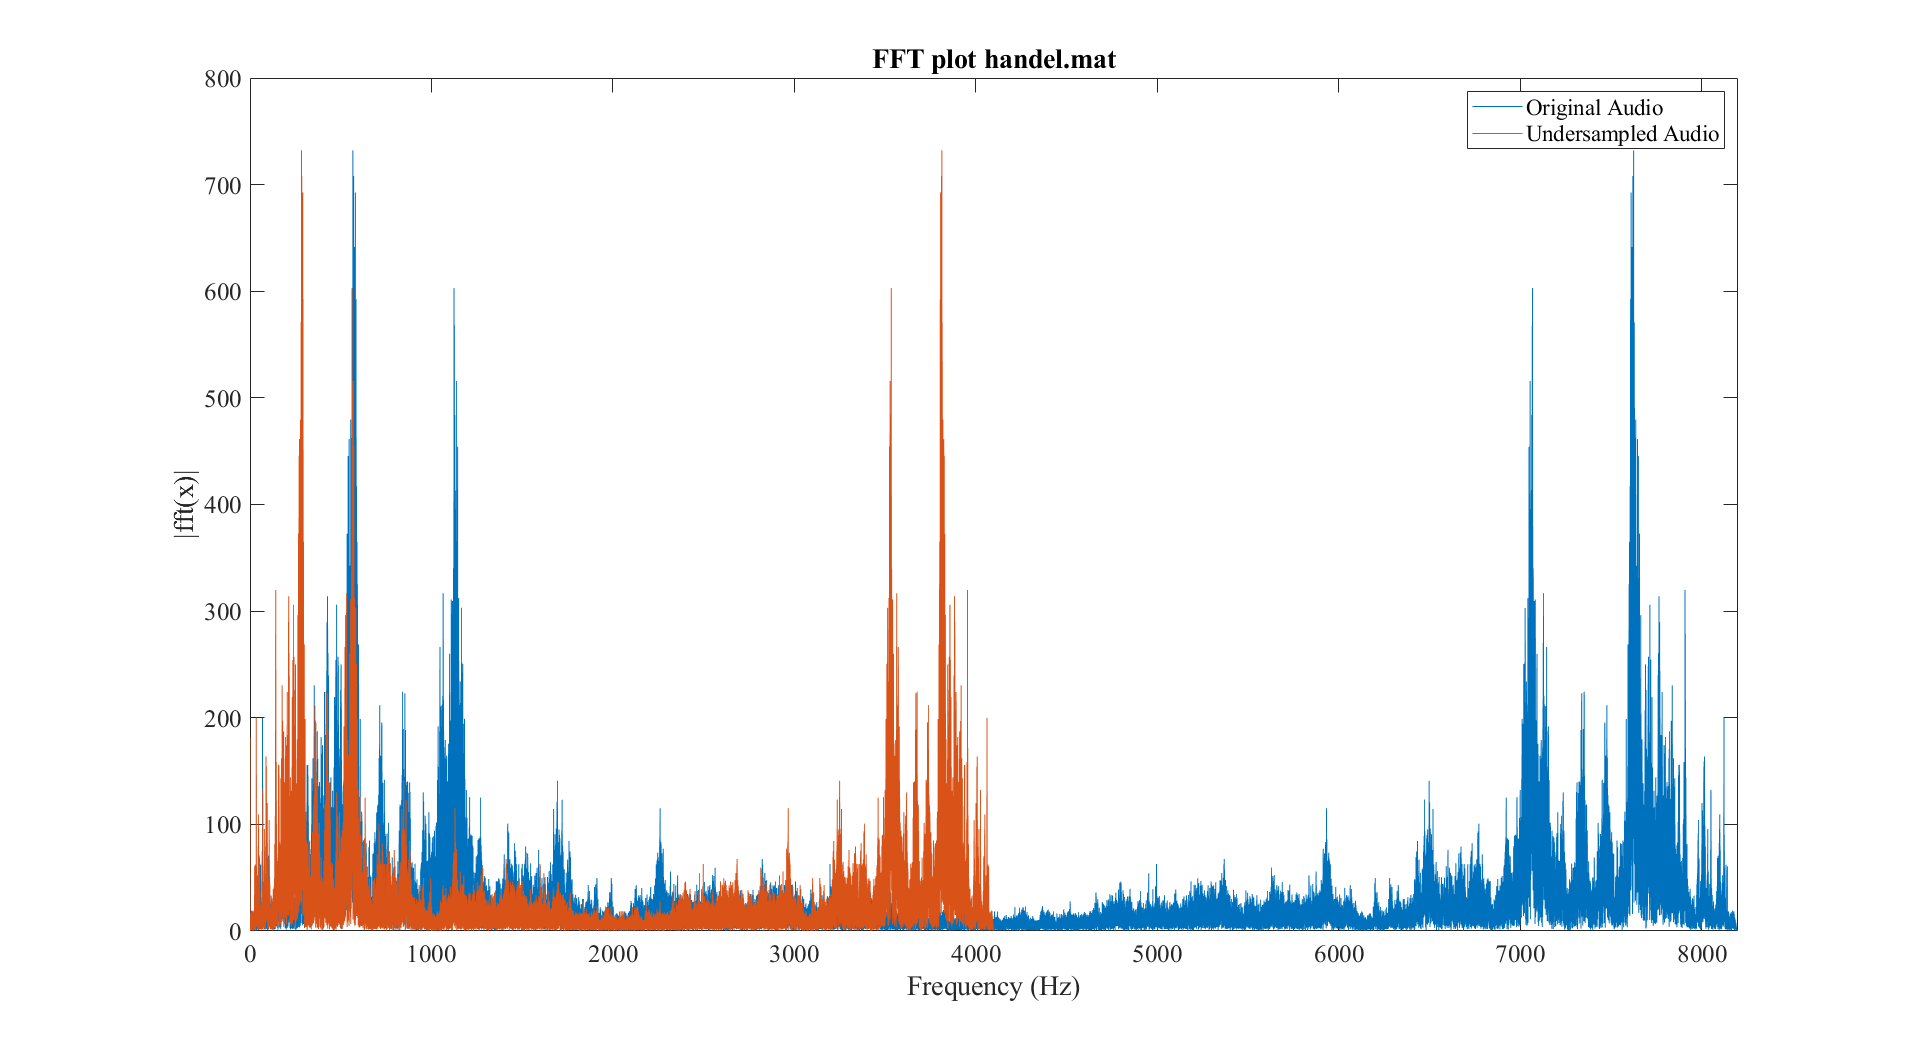 FFT plot handel.mat
Original Audio
Undersampled Audio
800
700
600
500
400
300
200
100
0
|fft(x)|
0 1000 2000 3000 4000 5000 6000 7000 8000
Frequency (Hz)